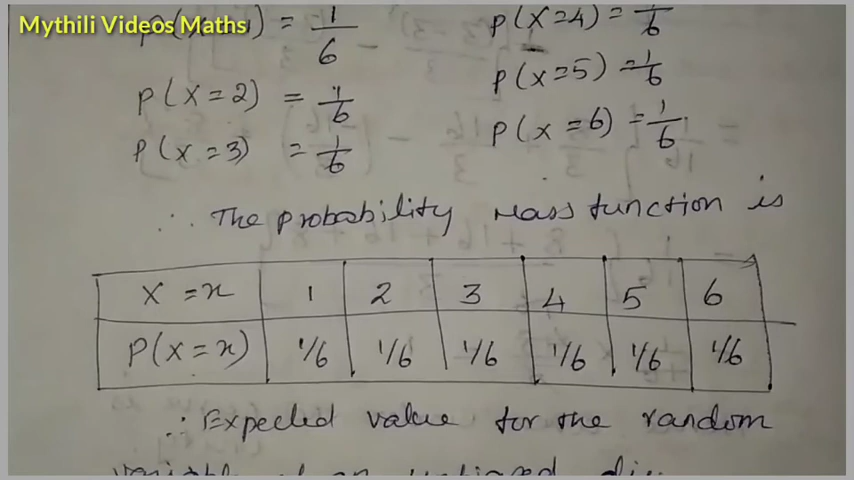 Mythili Videos Maths
= 1/6 P(X=4) = 1/6
P(X=2) = 1/6 P(X=5) = 1/6
P(X=3) = 1/6 P(X=6) = 1/6
∴ The probability mass function is
X = x 1 2 3 4 5 6
P(X=x) 1/6 1/6 1/6 1/6 1/6 1/6
∴ Expected value for the random